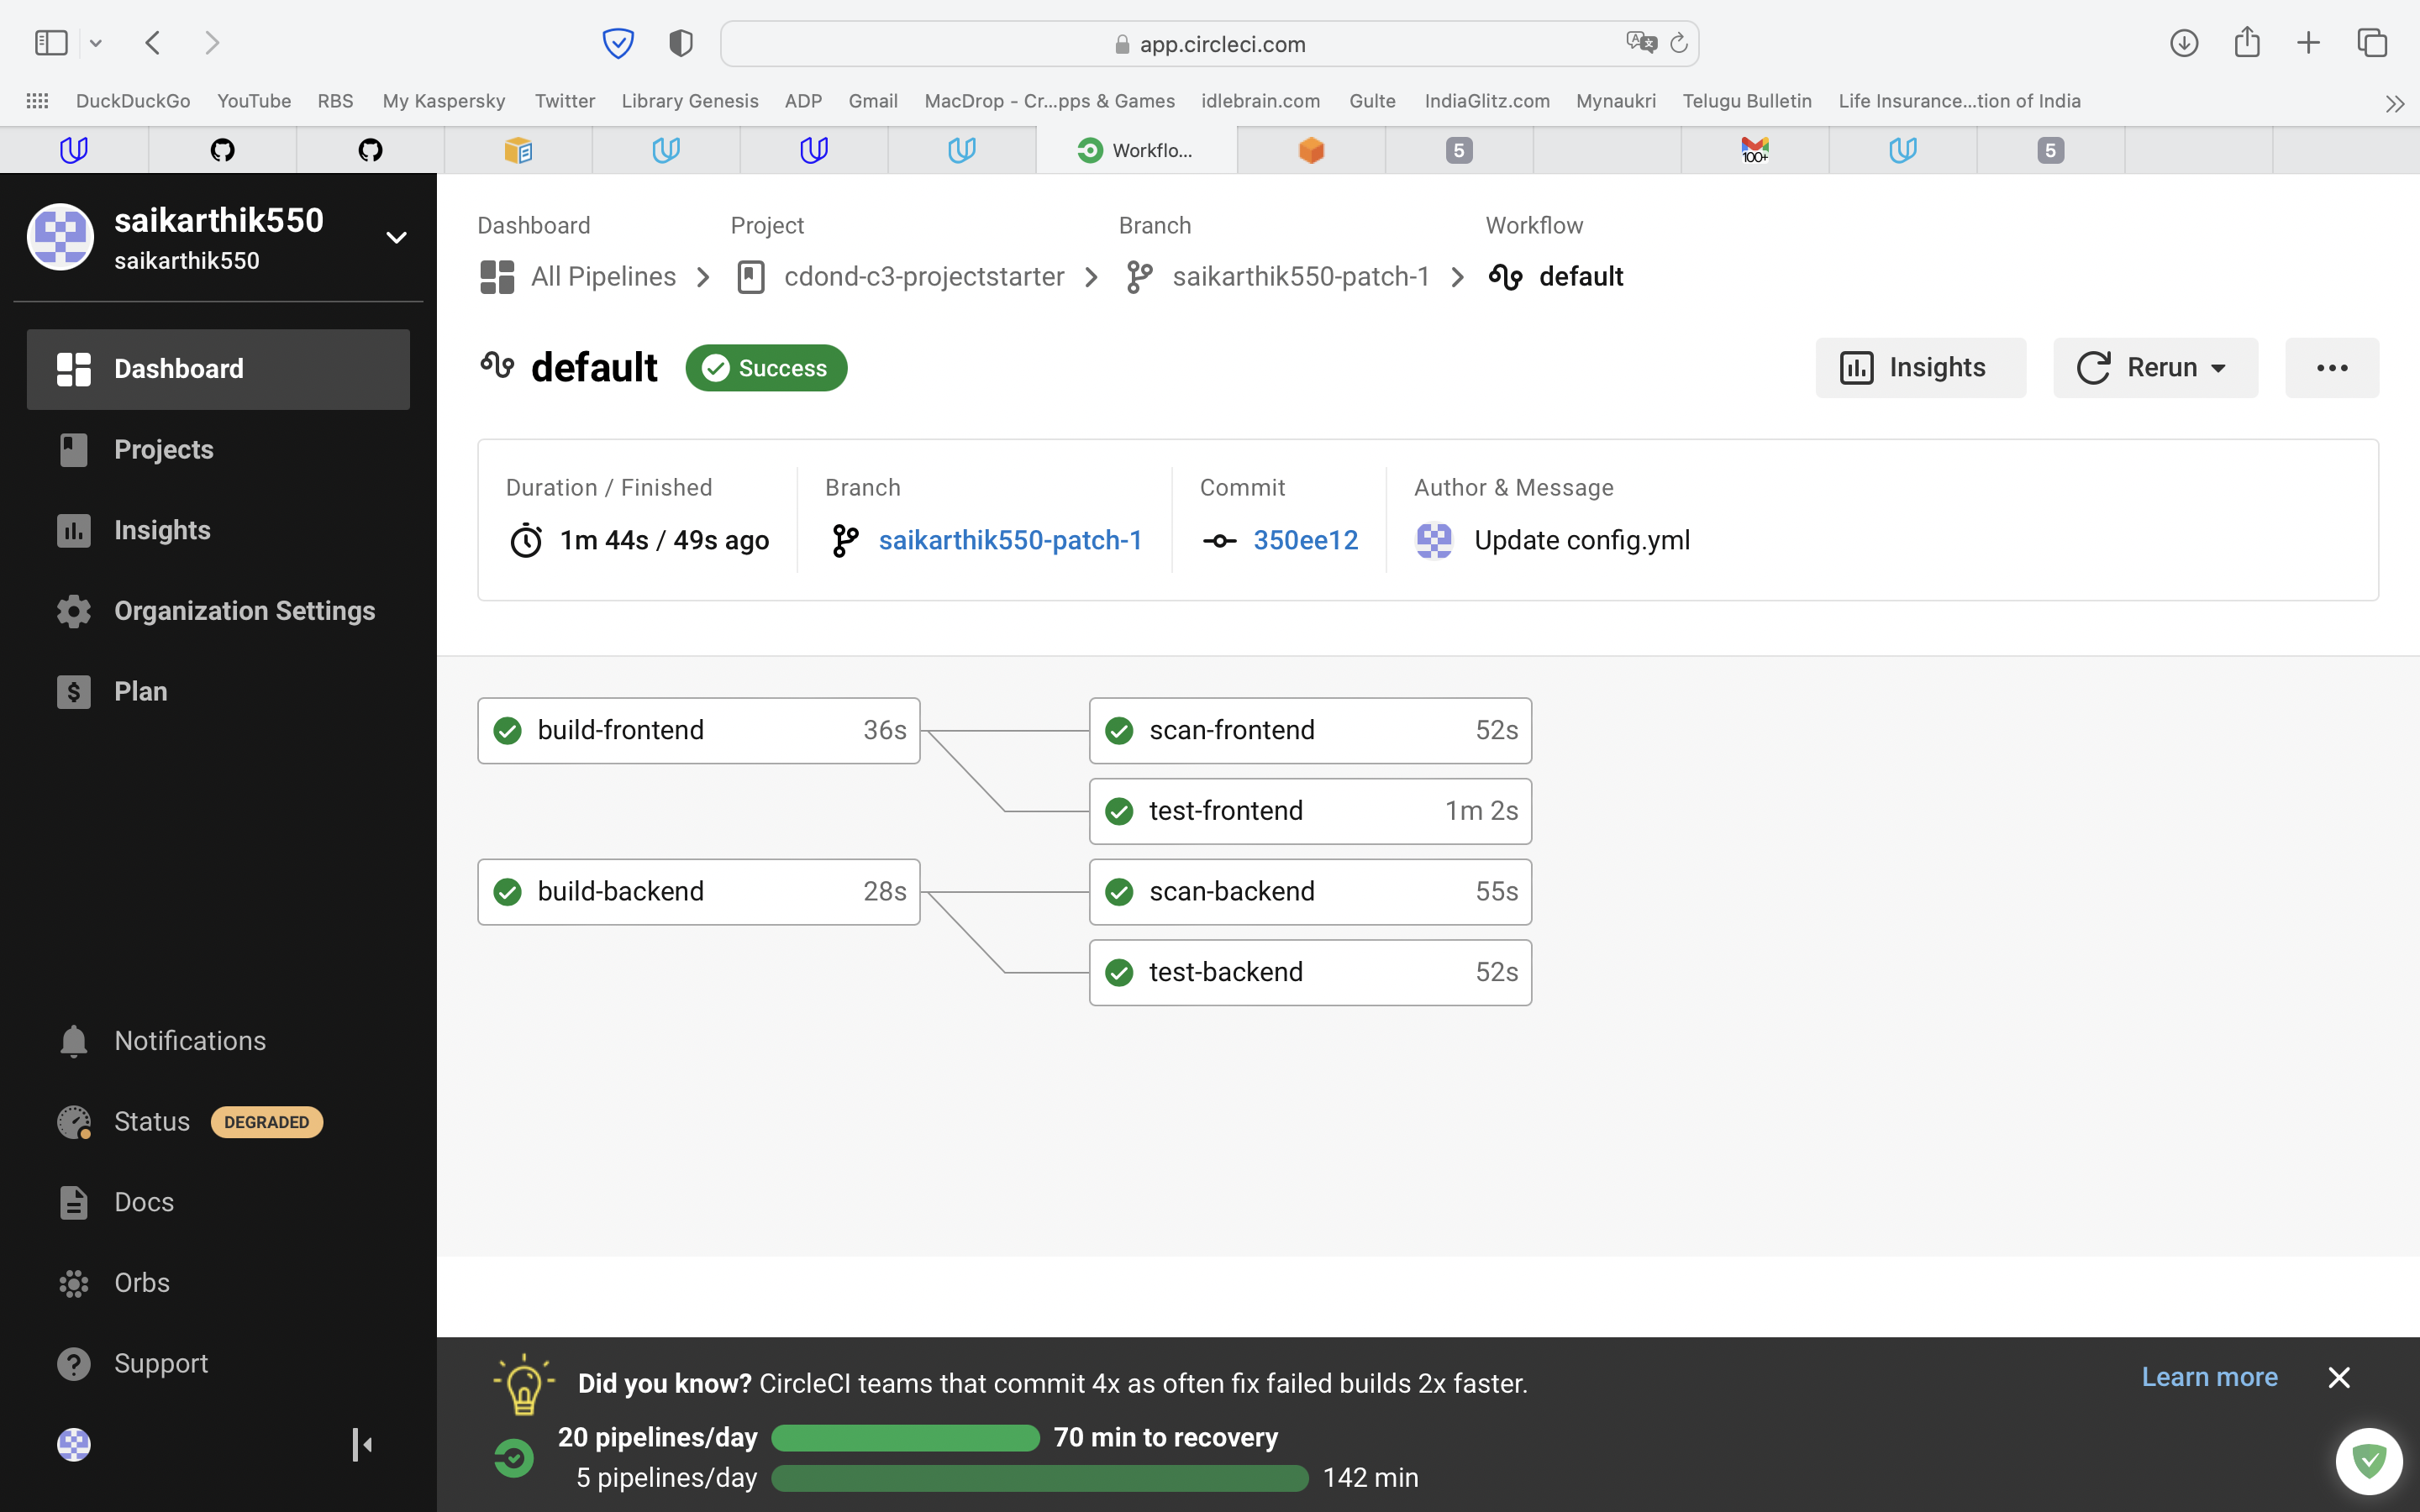 app.circleci.com
DuckDuckGo YouTube RBS My Kaspersky Twitter Library Genesis ADP Gmail MacDrop - Cr...pps & Games idlebrain.com Gulte IndiaGlitz.com Mynaukri Telugu Bulletin Life Insurance...tion of India
Workflo...
5
100+
5
saikarthik550
saikarthik550
Dashboard
Projects
Insights
Organization Settings
Plan
Notifications
Status DEGRADED
Docs
Orbs
Support
Dashboard Project Branch Workflow
All Pipelines cdond-c3-projectstarter saikarthik550-patch-1 default
default Success
Insights Rerun
Duration / Finished Branch Commit Author & Message
1m 44s / 49s ago saikarthik550-patch-1 350ee12 Update config.yml
build-frontend 36s scan-frontend 52s
test-frontend 1m 2s
build-backend 28s scan-backend 55s
test-backend 52s
Did you know? CircleCI teams that commit 4x as often fix failed builds 2x faster.
Learn more
20 pipelines/day 70 min to recovery
5 pipelines/day 142 min